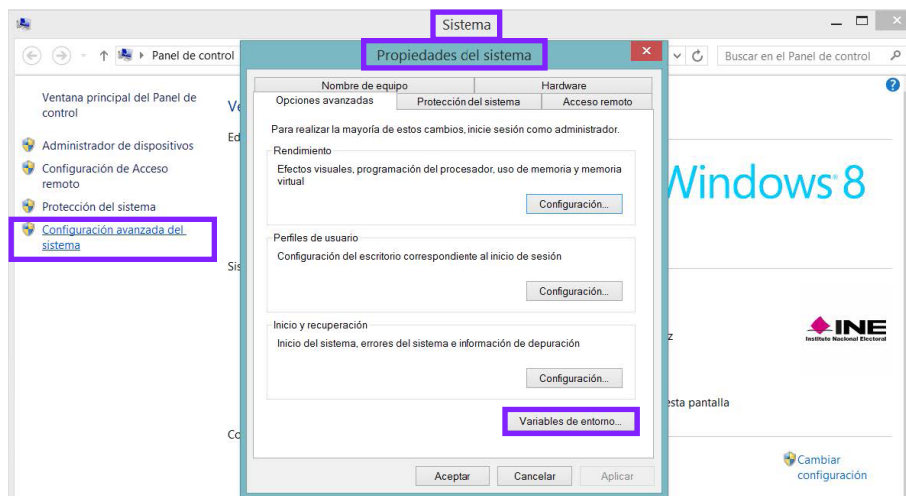 Sistema
Panel de control
Buscar en el Panel de control
Propiedades del sistema
Ventana principal del Panel de
control
Administrador de dispositivos
Configuración de Acceso
remoto
Protección del sistema
Configuración avanzada del
sistema
Nombre de equipo
Hardware
Opciones avanzadas
Protección del sistema
Acceso remoto
Para realizar la mayoría de estos cambios, inicie sesión como administrador.
Rendimiento
Efectos visuales, programación del procesador, uso de memoria y memoria
virtual
Configuración...
Perfiles de usuario
Configuración del escritorio correspondiente al inicio de sesión
Configuración...
Inicio y recuperación
Inicio del sistema, errores del sistema e información de depuración
Configuración...
Variables de entorno...
Aceptar
Cancelar
Aplicar
Ve
Ed
Sis
Co
Windows 8
z
INE
Instituto Nacional Electoral
esta pantalla
Cambiar
configuración